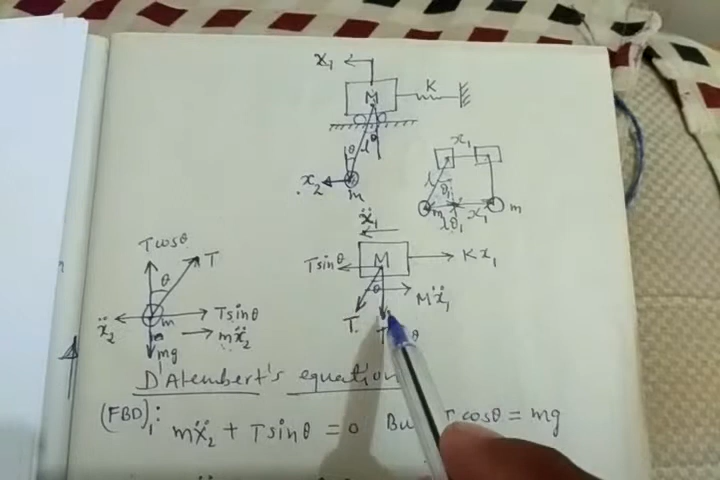 x₁
M
K
θ
θ
l
x₂
m
x₁
l
θ₁
m
x₁
m
lθ₁
ẍ₁
Tcosθ
T
θ
Tsinθ
M
Kx₁
ẍ₂
m
Tsinθ
mẍ₂
θ
Mẍ₁
mg
T
T θ
D'Alembert's equation
(FBD)₁: mẍ₂ + Tsinθ = 0 Tcosθ = mg